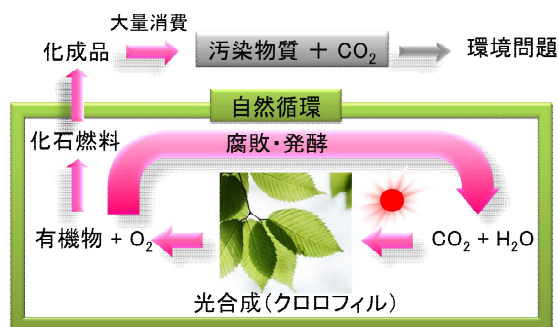 大量消費
化成品
汚染物質 + CO2
環境問題
自然循環
化石燃料
腐敗・発酵
有機物 + O2
CO2 + H2O
光合成(クロロフィル)